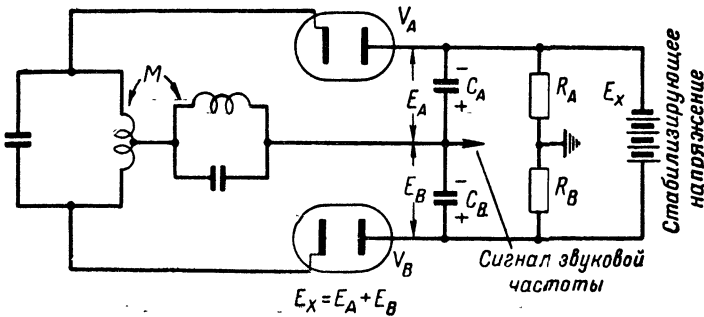 V_A
M
E_A
–
C_A
+
R_A
E_x
E_B
–
C_B
+
R_B
V_B
Стабилизирующее
напряжение
Сигнал звуковой
частоты
E_x = E_A + E_B